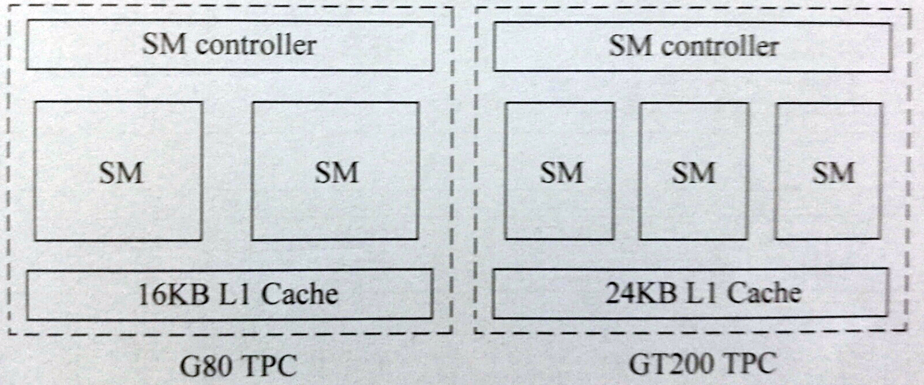 SM controller
SM
SM
16KB L1 Cache
G80 TPC
SM controller
SM
SM
SM
24KB L1 Cache
GT200 TPC